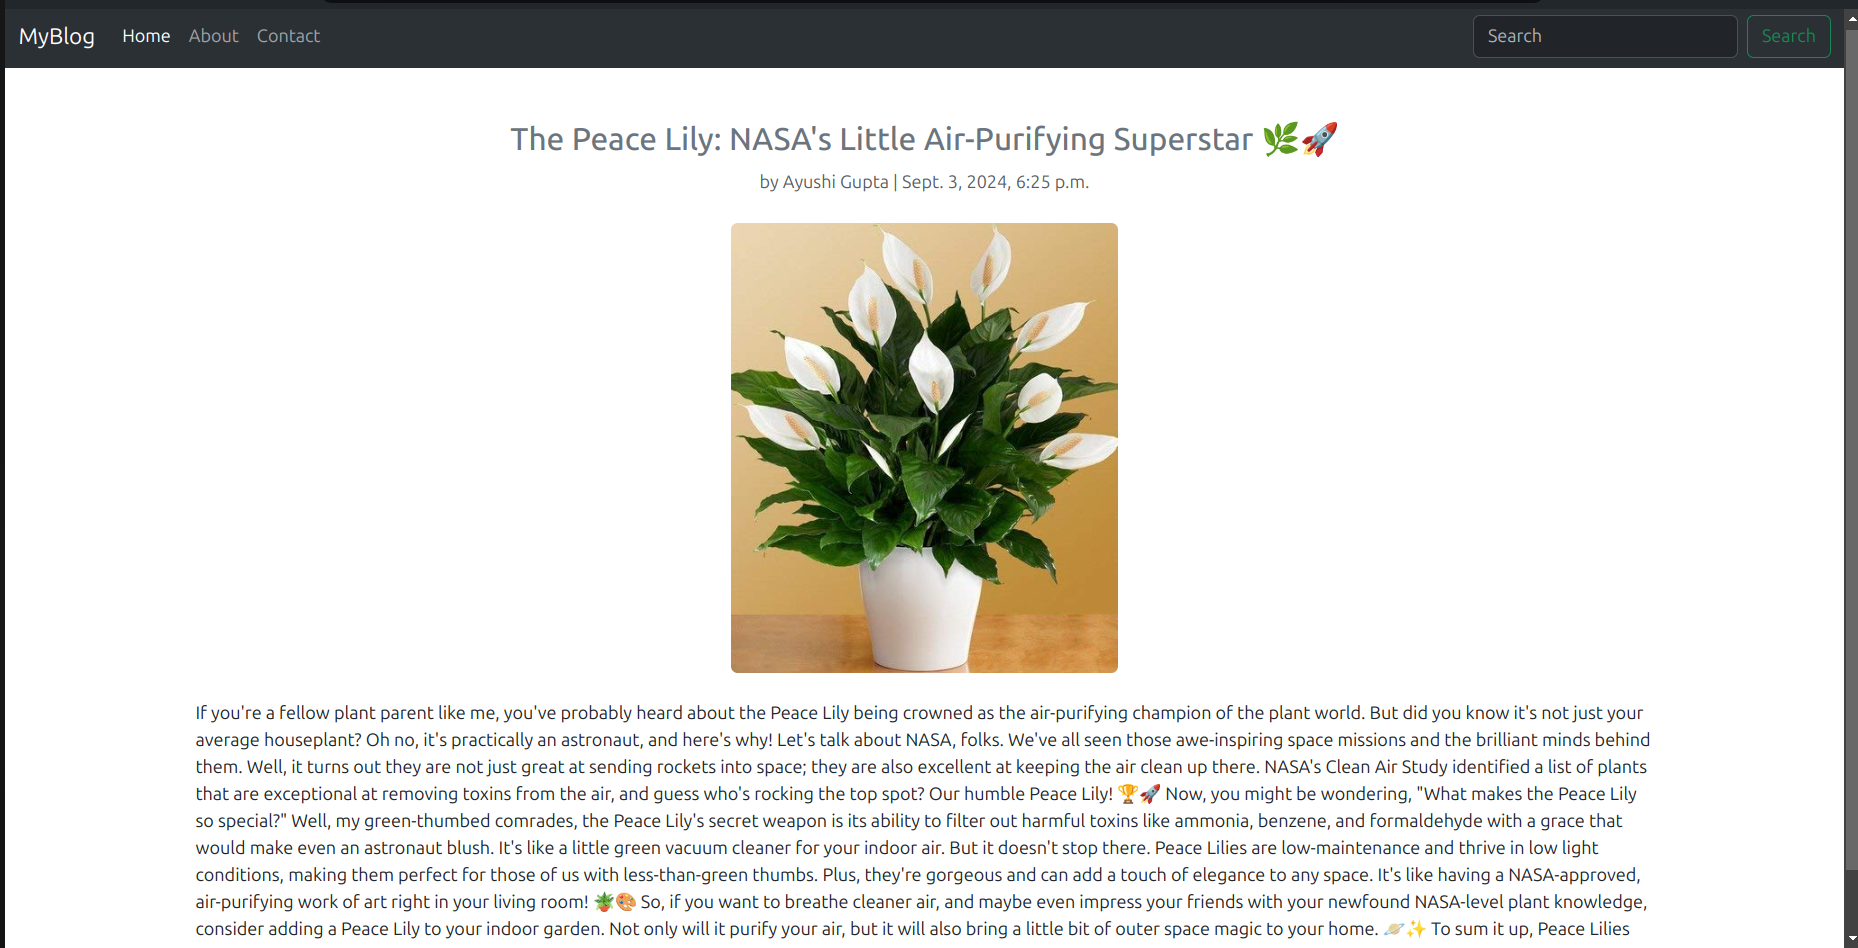 MyBlog Home About Contact Search Search
The Peace Lily: NASA's Little Air-Purifying Superstar 🌿🚀
by Ayushi Gupta | Sept. 3, 2024, 6:25 p.m.
If you're a fellow plant parent like me, you've probably heard about the Peace Lily being crowned as the air-purifying champion of the plant world. But did you know it's not just your
average houseplant? Oh no, it's practically an astronaut, and here's why! Let's talk about NASA, folks. We've all seen those awe-inspiring space missions and the brilliant minds behind
them. Well, it turns out they are not just great at sending rockets into space; they are also excellent at keeping the air clean up there. NASA's Clean Air Study identified a list of plants
that are exceptional at removing toxins from the air, and guess who's rocking the top spot? Our humble Peace Lily! 🏆🚀 Now, you might be wondering, "What makes the Peace Lily
so special?" Well, my green-thumbed comrades, the Peace Lily's secret weapon is its ability to filter out harmful toxins like ammonia, benzene, and formaldehyde with a grace that
would make even an astronaut blush. It's like a little green vacuum cleaner for your indoor air. But it doesn't stop there. Peace Lilies are low-maintenance and thrive in low light
conditions, making them perfect for those of us with less-than-green thumbs. Plus, they're gorgeous and can add a touch of elegance to any space. It's like having a NASA-approved,
air-purifying work of art right in your living room! 🪴🎨 So, if you want to breathe cleaner air, and maybe even impress your friends with your newfound NASA-level plant knowledge,
consider adding a Peace Lily to your indoor garden. Not only will it purify your air, but it will also bring a little bit of outer space magic to your home. 🪐✨ To sum it up, Peace Lilies